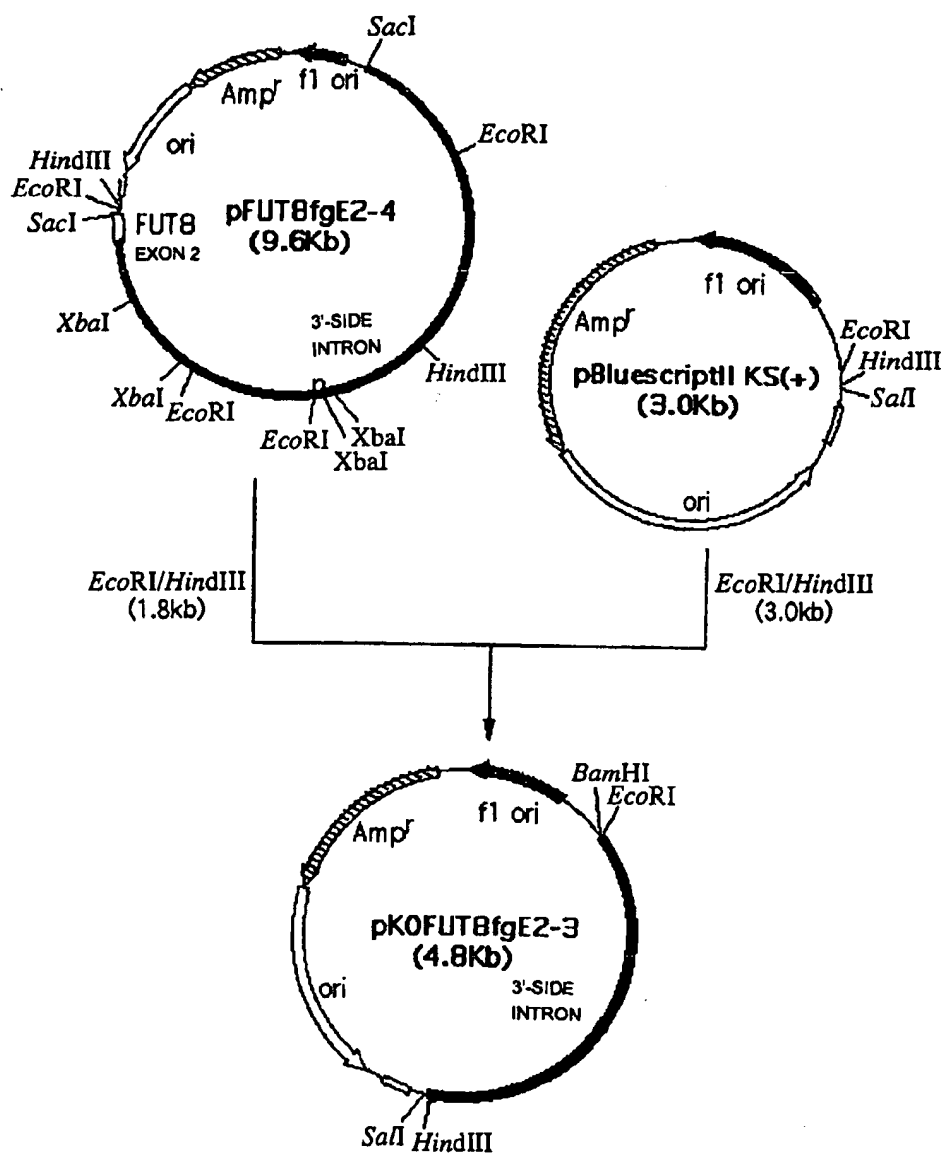 SacI
f1 ori
Ampr
EcoRI
ori
HindIII
EcoRI
SacI
FUT8
EXON 2
pFUT8fgE2-4
(9.6Kb)
XbaI
3'-SIDE
INTRON
HindIII
XbaI
EcoRI
EcoRI
XbaI
XbaI
f1 ori
Ampr
EcoRI
HindIII
SalI
pBluescriptII KS(+)
(3.0Kb)
ori
EcoRI/HindIII
(1.8kb)
EcoRI/HindIII
(3.0kb)
BamHI
EcoRI
f1 ori
Ampr
pKOFUT8fgE2-3
(4.8Kb)
3'-SIDE
INTRON
ori
SalI
HindIII